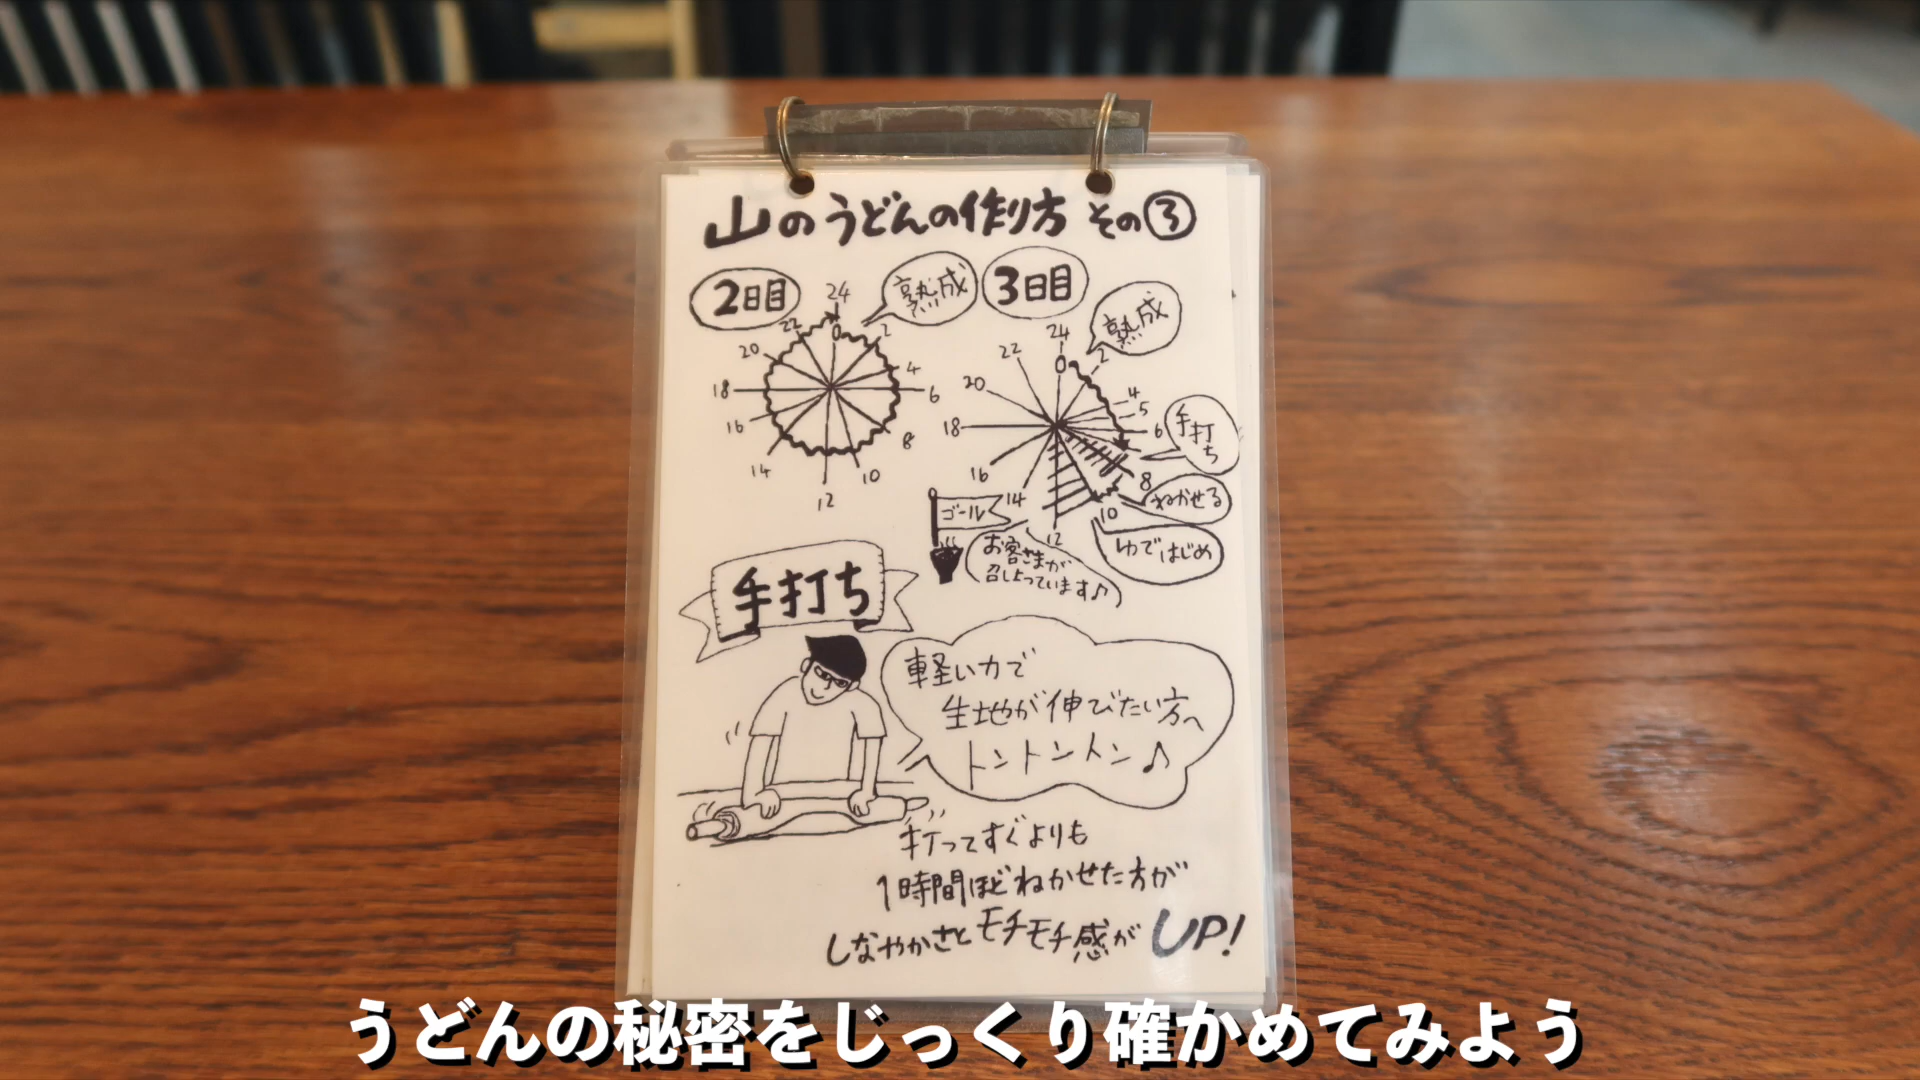 山のうどんの作り方 その③
2日目
熟成
24
0
2
4
6
8
10
12
14
16
18
20
22
3日目
熟成
24
0
2
4
5
6
8
10
12
14
16
18
20
22
手打ち
ねかせる
ゆではじめ
ゴール
お客さまが
召し上っています♪
手打ち
軽い力で
生地が伸びたい方へ
トントントン♪
打ってすぐよりも
1時間ほどねかせた方が
しなやかさとモチモチ感がUP!
うどんの秘密をじっくり確かめてみよう